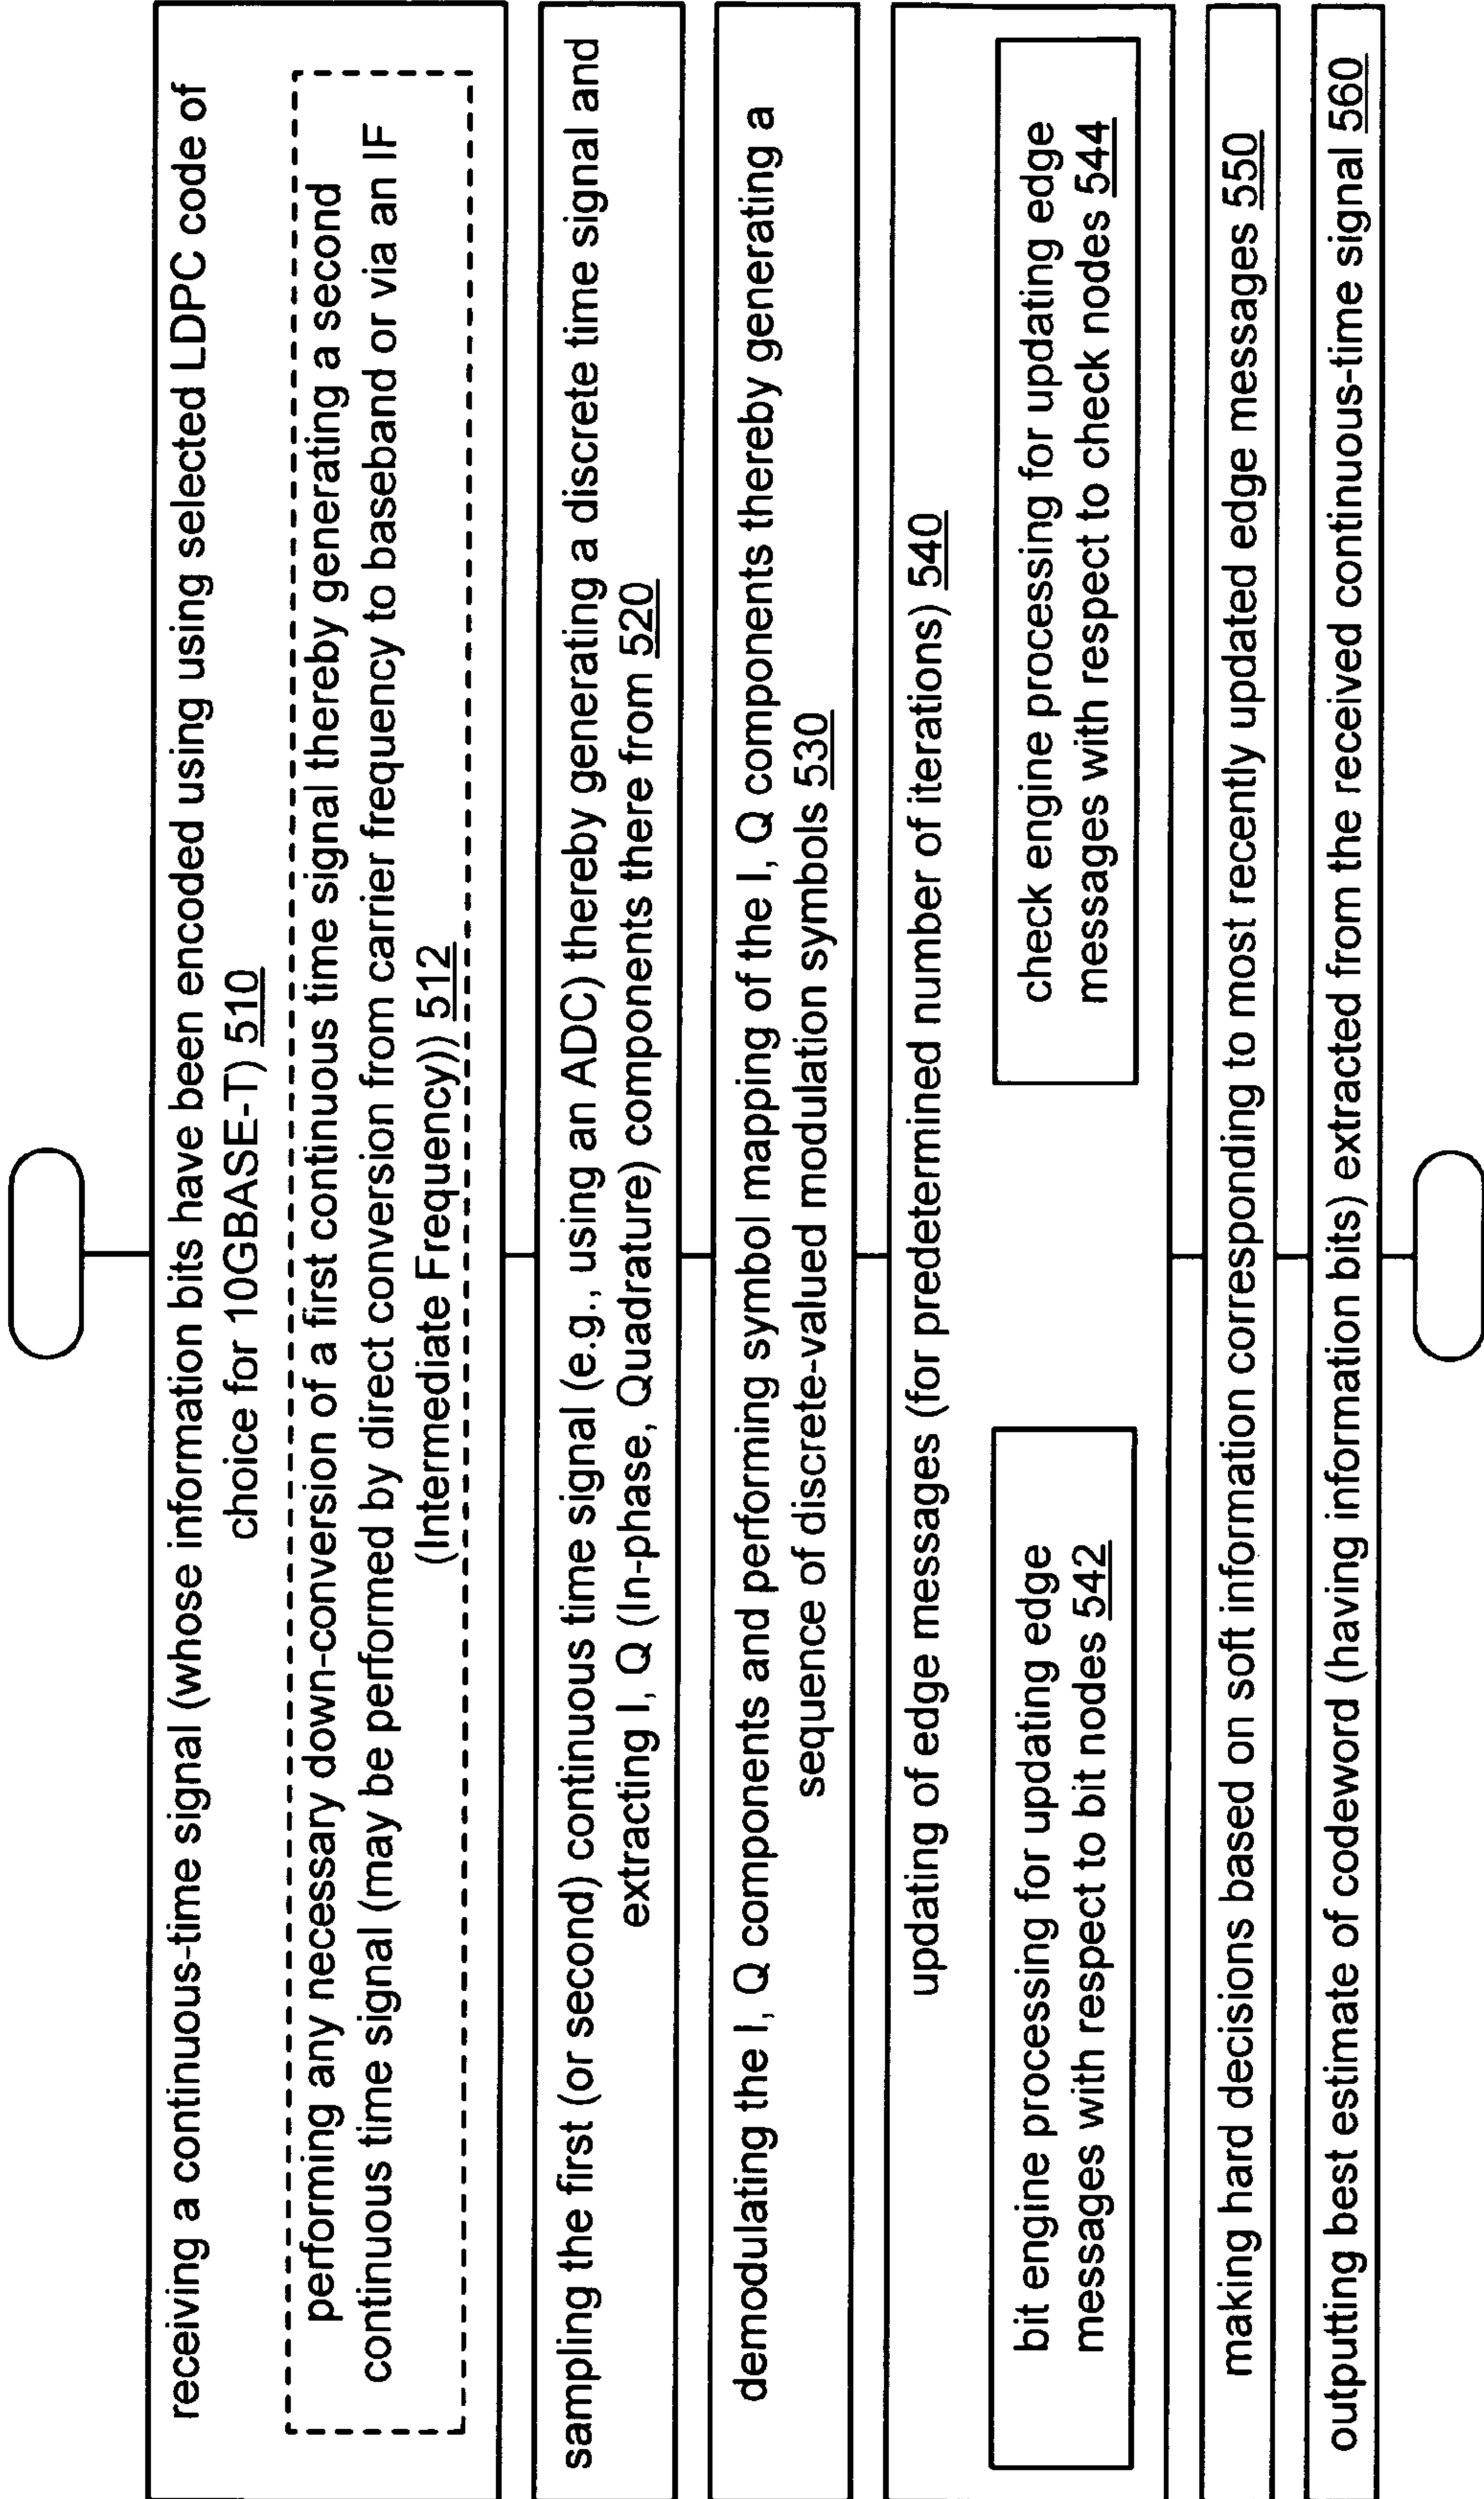 receiving a continuous-time signal (whose information bits have been encoded using using selected LDPC code of
choice for 10GBASE-T) 510
performing any necessary down-conversion of a first continuous time signal thereby generating a second
continuous time signal (may be performed by direct conversion from carrier frequency to baseband or via an IF
(Intermediate Frequency))) 512
sampling the first (or second) continuous time signal (e.g., using an ADC) thereby generating a discrete time signal and
extracting I, Q (In-phase, Quadrature) components there from 520
demodulating the I, Q components and performing symbol mapping of the I, Q components thereby generating a
sequence of discrete-valued modulation symbols 530
updating of edge messages (for predetermined number of iterations) 540
bit engine processing for updating edge
messages with respect to bit nodes 542
check engine processing for updating edge
messages with respect to check nodes 544
making hard decisions based on soft information corresponding to most recently updated edge messages 550
outputting best estimate of codeword (having information bits) extracted from the received continuous-time signal 560